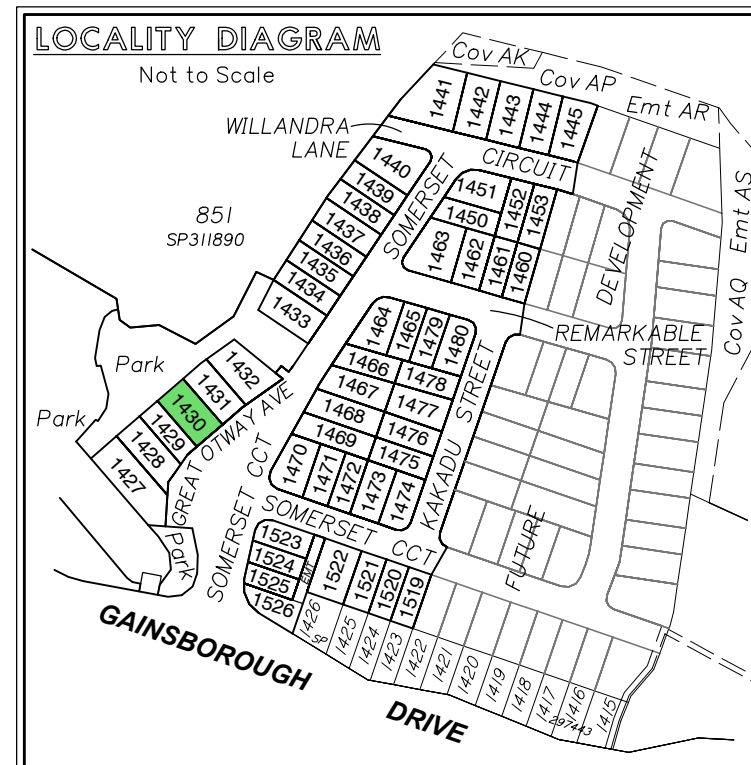 LOCALITY DIAGRAM
Not to Scale
Cov AK
Cov AP
Emt AR
Emt AS
Cov AQ
WILLANDRA
LANE
1441
1442
1443
1444
1445
CIRCUIT
SOMERSET
1440
1439
1438
1437
1436
1435
1434
1433
851
SP311890
1451
1452
1453
1450
1463
1462
1461
1460
DEVELOPMENT
REMARKABLE
STREET
1464
1465
1479
1480
1466
1478
1467
1477
1468
1476
1469
1475
1470
1471
1472
1473
1474
KAKADU STREET
Park
1432
1431
1430
1429
1428
1427
Park
GREAT OTWAY AVE
Park
SOMERSET CCT
SOMERSET CCT
FUTURE
1523
1524
1525
1526
EMT
1522
1521
1520
1519
1426
SP
1425
1424
1423
1422
1421
1420
1419
1418
1417
1416
1415
297443
GAINSBOROUGH
DRIVE